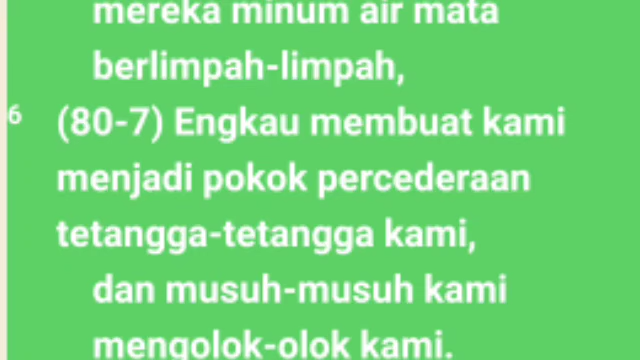 mereka minum air mata
berlimpah-limpah,
6 (80-7) Engkau membuat kami
menjadi pokok percederaan
tetangga-tetangga kami,
dan musuh-musuh kami
mengolok-olok kami.